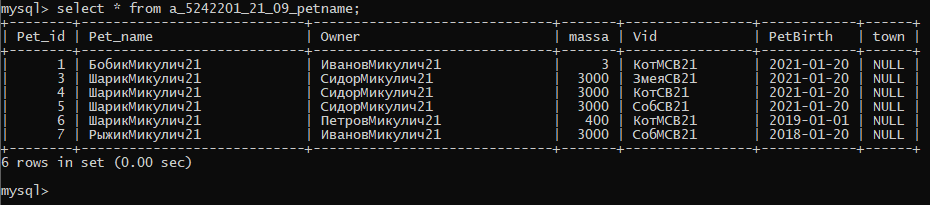 mysql> select * from a_5242201_21_09_petname;
| Pet_id | Pet_name | Owner | massa | Vid | PetBirth | town |
| 1 | БобикМикулич21 | ИвановМикулич21 | 3 | КотМСВ21 | 2021-01-20 | NULL |
| 3 | ШарикМикулич21 | СидорМикулич21 | 3000 | ЗмеяСВ21 | 2021-01-20 | NULL |
| 4 | ШарикМикулич21 | СидорМикулич21 | 3000 | КотСВ21 | 2021-01-20 | NULL |
| 5 | ШарикМикулич21 | СидорМикулич21 | 3000 | СобСВ21 | 2021-01-20 | NULL |
| 6 | ШарикМикулич21 | ПетровМикулич21 | 400 | КотМСВ21 | 2019-01-01 | NULL |
| 7 | РыжикМикулич21 | ИвановМикулич21 | 3000 | СобМСВ21 | 2018-01-20 | NULL |
6 rows in set (0.00 sec)
mysql>